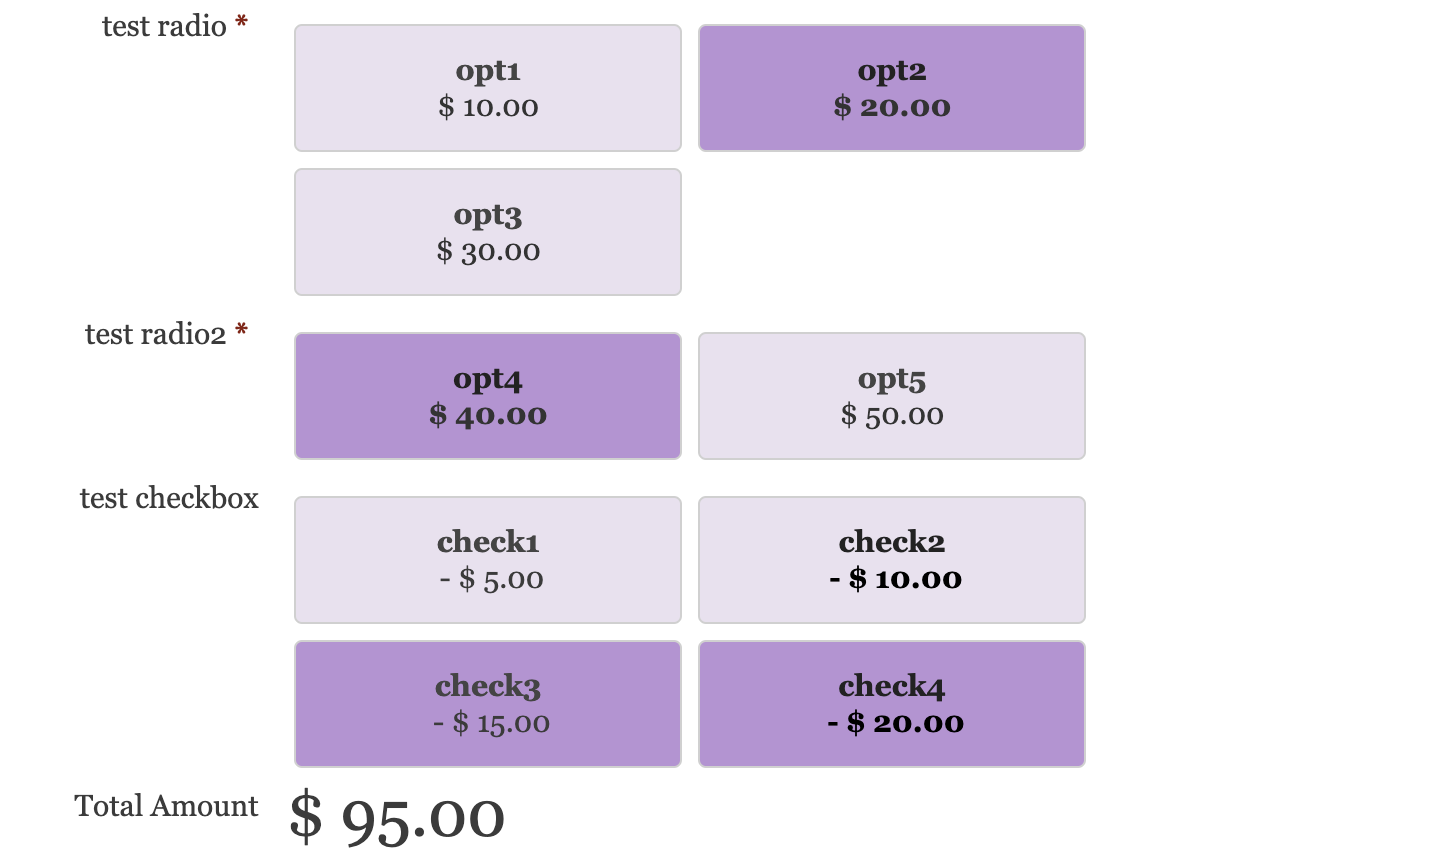 test radio *
opt1
$ 10.00
opt2
$ 20.00
opt3
$ 30.00
test radio2 *
opt4
$ 40.00
opt5
$ 50.00
test checkbox
check1
- $ 5.00
check2
- $ 10.00
check3
- $ 15.00
check4
- $ 20.00
Total Amount $ 95.00